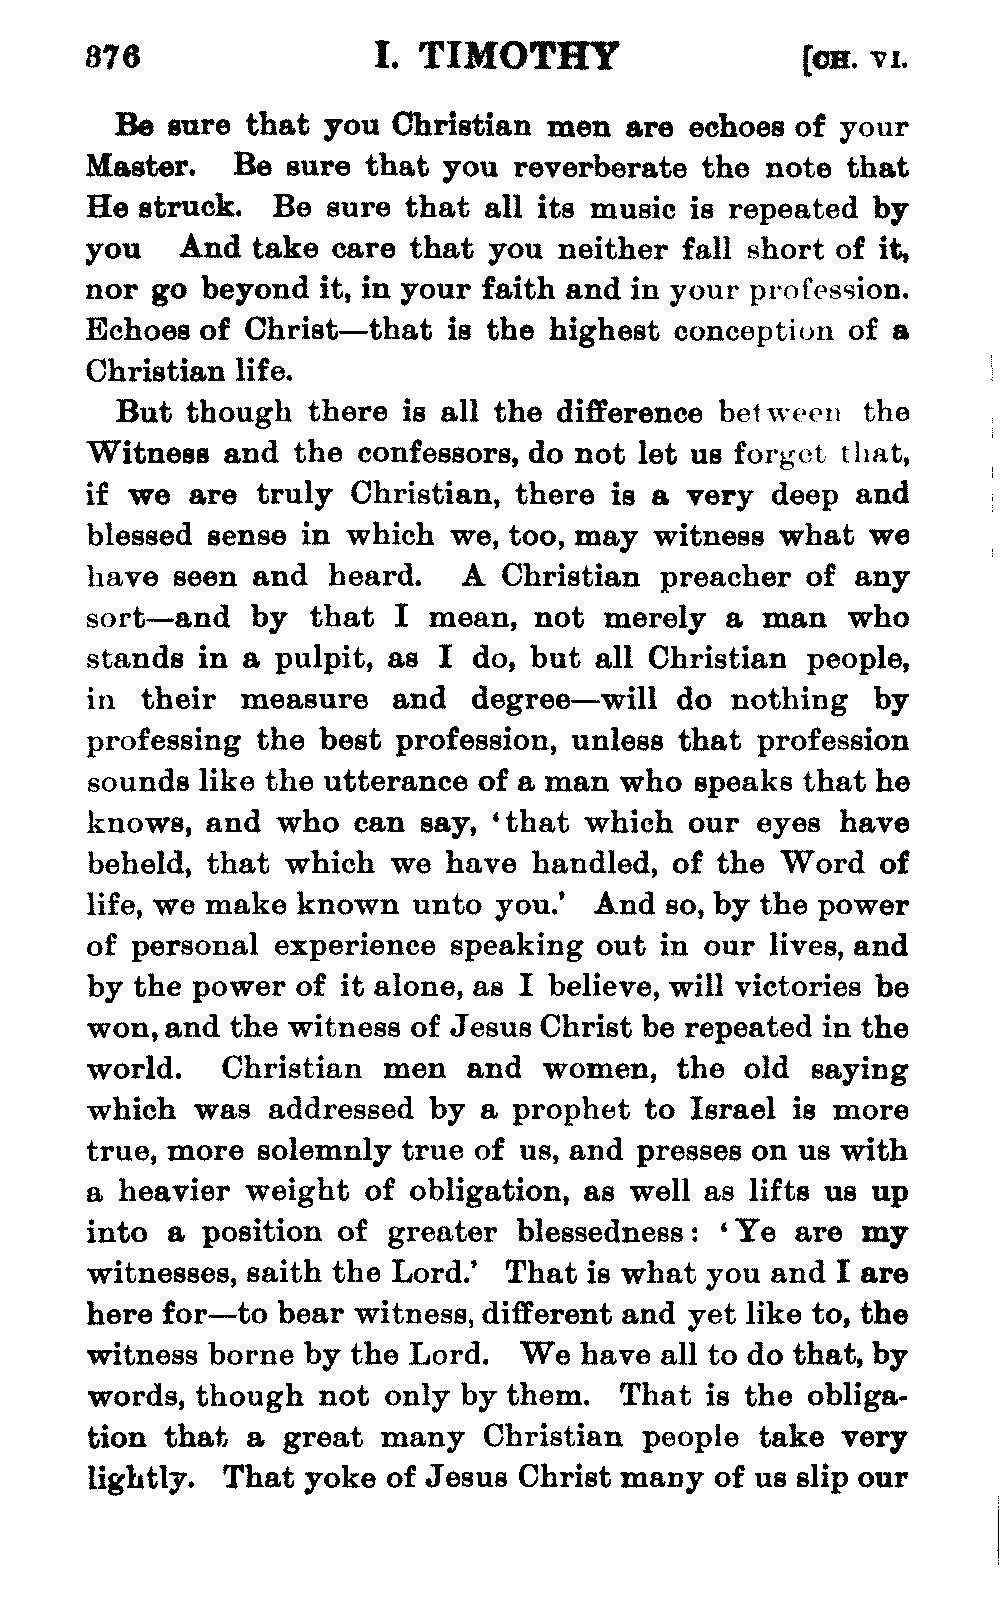 376 I. TIMOTHY [CH. VI.
Be sure that you Christian men are echoes of your
Master. Be sure that you reverberate the note that
He struck. Be sure that all its music is repeated by
you And take care that you neither fall short of it,
nor go beyond it, in your faith and in your profession.
Echoes of Christ—that is the highest conception of a
Christian life.
But though there is all the difference between the
Witness and the confessors, do not let us forget that,
if we are truly Christian, there is a very deep and
blessed sense in which we, too, may witness what we
have seen and heard. A Christian preacher of any
sort—and by that I mean, not merely a man who
stands in a pulpit, as I do, but all Christian people,
in their measure and degree—will do nothing by
professing the best profession, unless that profession
sounds like the utterance of a man who speaks that he
knows, and who can say, ‘that which our eyes have
beheld, that which we have handled, of the Word of
life, we make known unto you.’ And so, by the power
of personal experience speaking out in our lives, and
by the power of it alone, as I believe, will victories be
won, and the witness of Jesus Christ be repeated in the
world. Christian men and women, the old saying
which was addressed by a prophet to Israel is more
true, more solemnly true of us, and presses on us with
a heavier weight of obligation, as well as lifts us up
into a position of greater blessedness: ‘Ye are my
witnesses, saith the Lord.’ That is what you and I are
here for—to bear witness, different and yet like to, the
witness borne by the Lord. We have all to do that, by
words, though not only by them. That is the obliga-
tion that a great many Christian people take very
lightly. That yoke of Jesus Christ many of us slip our